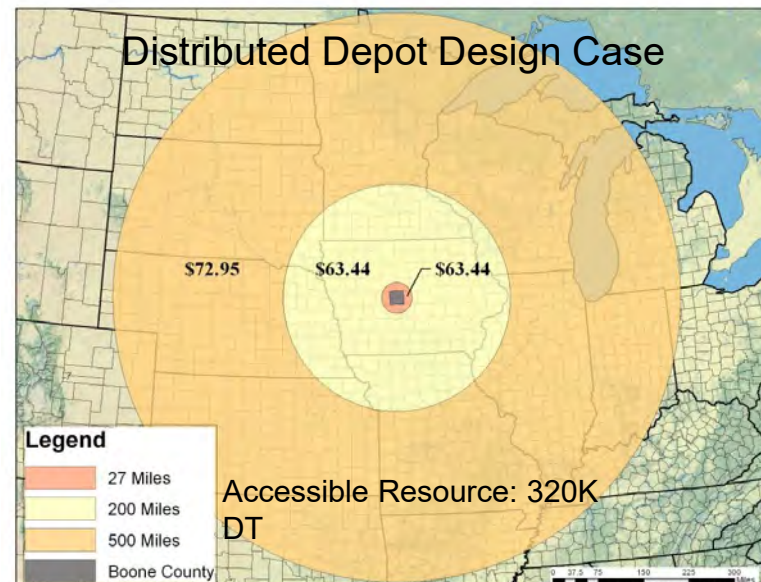 Distributed Depot Design Case
$72.95
$63.44
$63.44
Legend
27 Miles
200 Miles
500 Miles
Boone County
Accessible Resource: 320K
DT
0 37.5 75 150 225 300
Miles